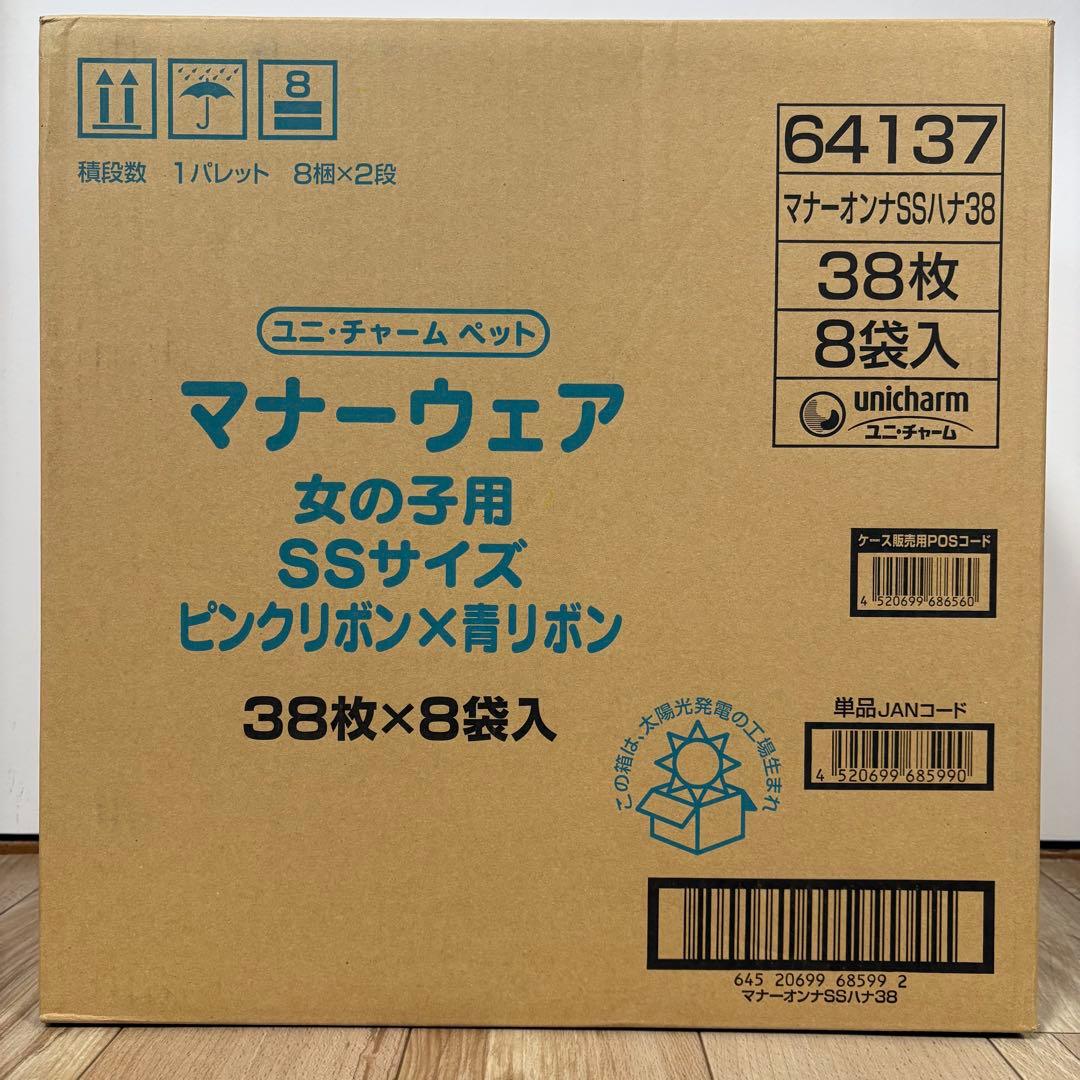 8
積段数 1パレット 8梱×2段
64137
マナーオンナSSハナ38
38枚
8袋入
unicharm
ユニ・チャーム
ユニ・チャーム ペット
マナーウェア
女の子用
SSサイズ
ピンクリボン×青リボン
38枚×8袋入
ケース販売用POSコード
4 520699 686560
この箱は、太陽光発電の工場生まれ
単品JANコード
4 520699 685990
645 20699 68599 2
マナーオンナSSハナ38